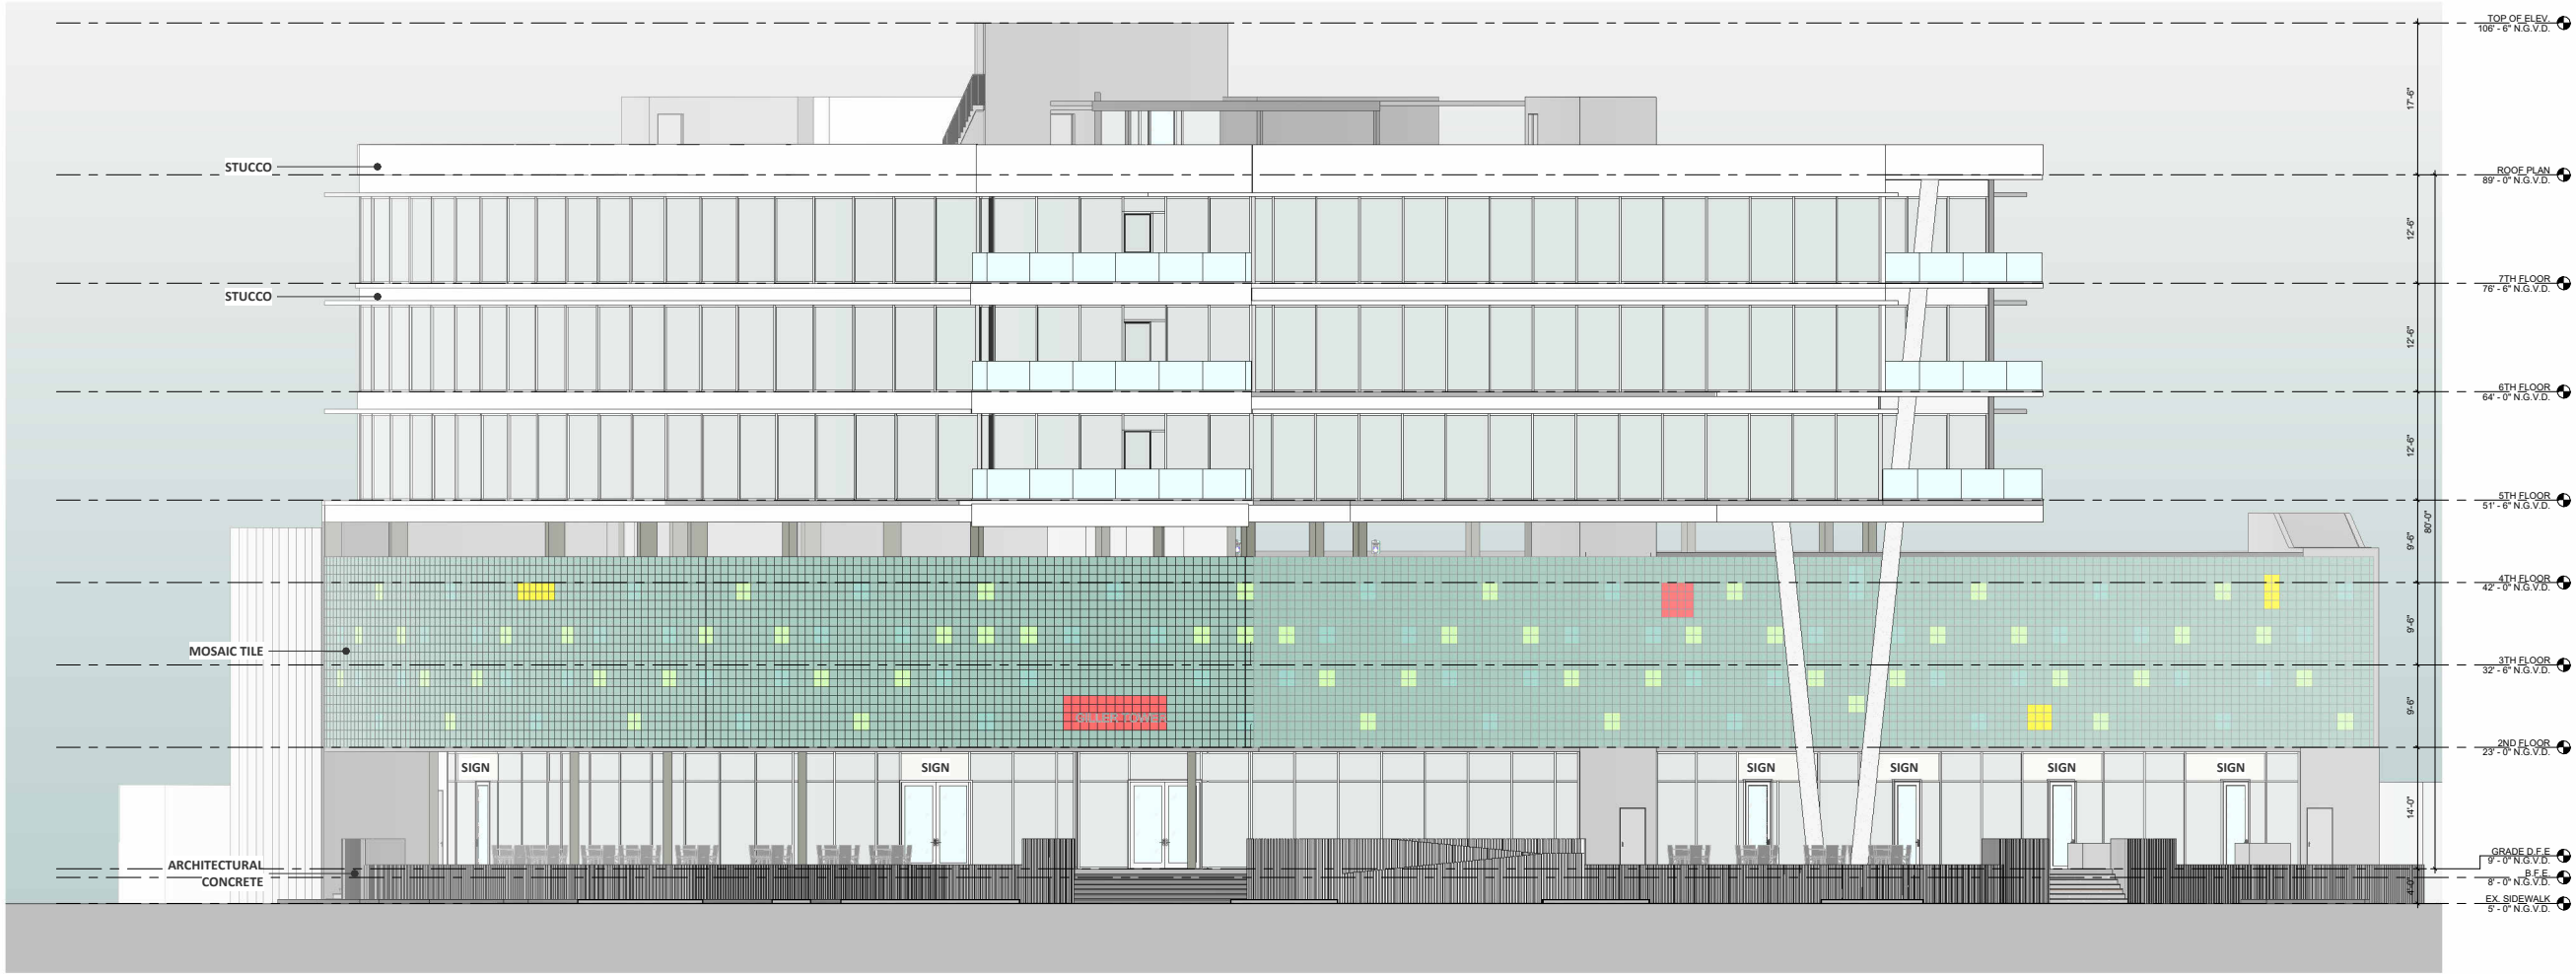 TOP OF ELEV.
106' - 6" N.G.V.D.
17'-6"
STUCCO
ROOF PLAN
89' - 0" N.G.V.D.
12'-6"
7TH FLOOR
76' - 6" N.G.V.D.
STUCCO
12'-6"
6TH FLOOR
64' - 0" N.G.V.D.
12'-6"
5TH FLOOR
51' - 6" N.G.V.D.
80'-0"
9'-6"
4TH FLOOR
42' - 0" N.G.V.D.
9'-6"
MOSAIC TILE
3TH FLOOR
32' - 6" N.G.V.D.
9'-6"
GILLER TOWER
2ND FLOOR
23' - 0" N.G.V.D.
SIGN
SIGN
SIGN
SIGN
SIGN
SIGN
14'-0"
ARCHITECTURAL
CONCRETE
GRADE D.F.E
9' - 0" N.G.V.D.
B.F.E.
8' - 0" N.G.V.D.
4'-0"
EX. SIDEWALK
5' - 0" N.G.V.D.